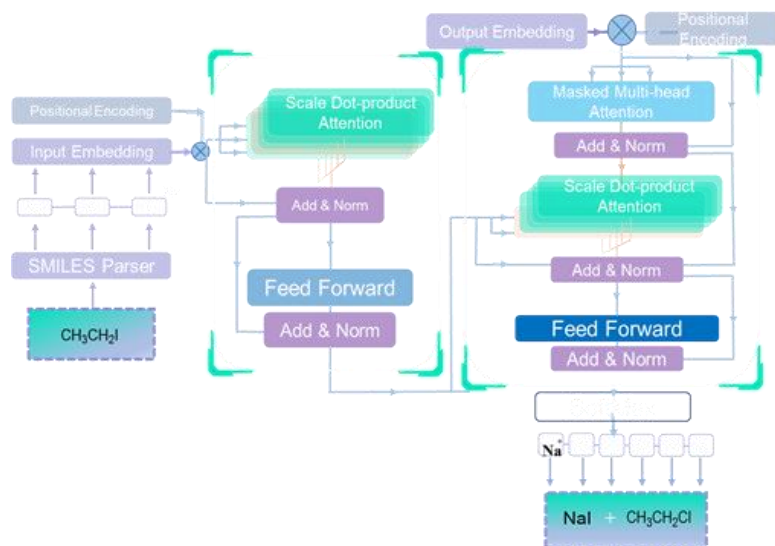 Output Embedding
Positional
Encoding
Scale Dot-product
Attention
Masked Multi-head
Attention
Positional Encoding
Input Embedding
Add & Norm
Scale Dot-product
Attention
Add & Norm
SMILES Parser
Add & Norm
Feed Forward
CH₃CH₂I
Add & Norm
Feed Forward
Add & Norm
Na⁺
NaI + CH₃CH₂Cl